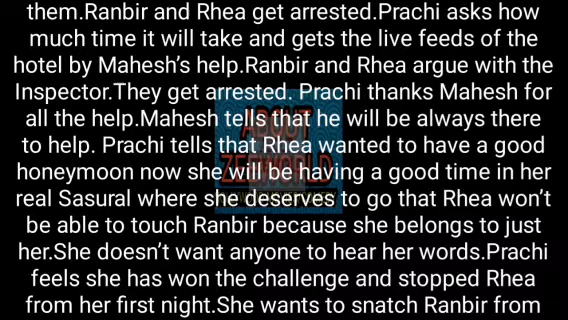 them.Ranbir and Rhea get arrested.Prachi asks how
much time it will take and gets the live feeds of the
hotel by Mahesh’s help.Ranbir and Rhea argue with the
Inspector.They get arrested. Prachi thanks Mahesh for
all the help.Mahesh tells that he will be always there
to help. Prachi tells that Rhea wanted to have a good
honeymoon now she will be having a good time in her
real Sasural where she deserves to go that Rhea won’t
be able to touch Ranbir because she belongs to just
her.She doesn’t want anyone to hear her words.Prachi
feels she has won the challenge and stopped Rhea
from her first night.She wants to snatch Ranbir from
ABOUT
ZEEWORLD